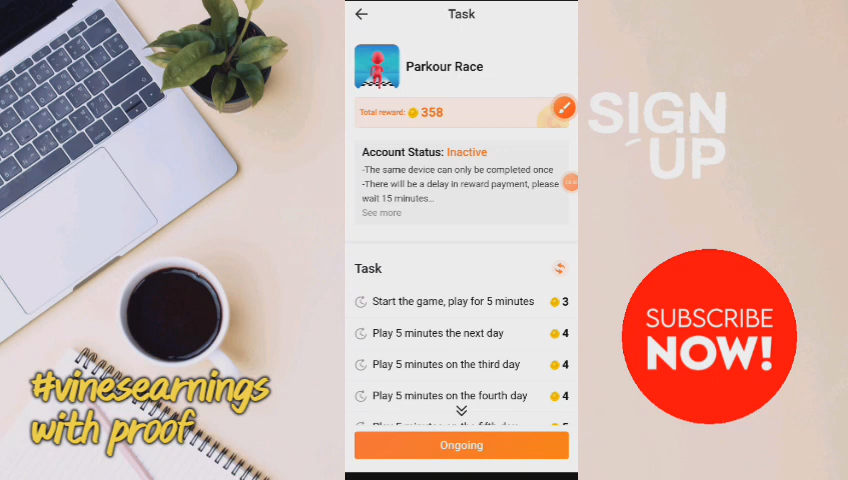 Task
Parkour Race
Total reward: 358
Account Status: Inactive
-The same device can only be completed once
-There will be a delay in reward payment, please
wait 15 minutes...
See more
Task
Start the game, play for 5 minutes 3
Play 5 minutes the next day 4
Play 5 minutes on the third day 4
Play 5 minutes on the fourth day 4
Ongoing
#vinesearnings
with proof
SIGN
UP
SUBSCRIBE
NOW!